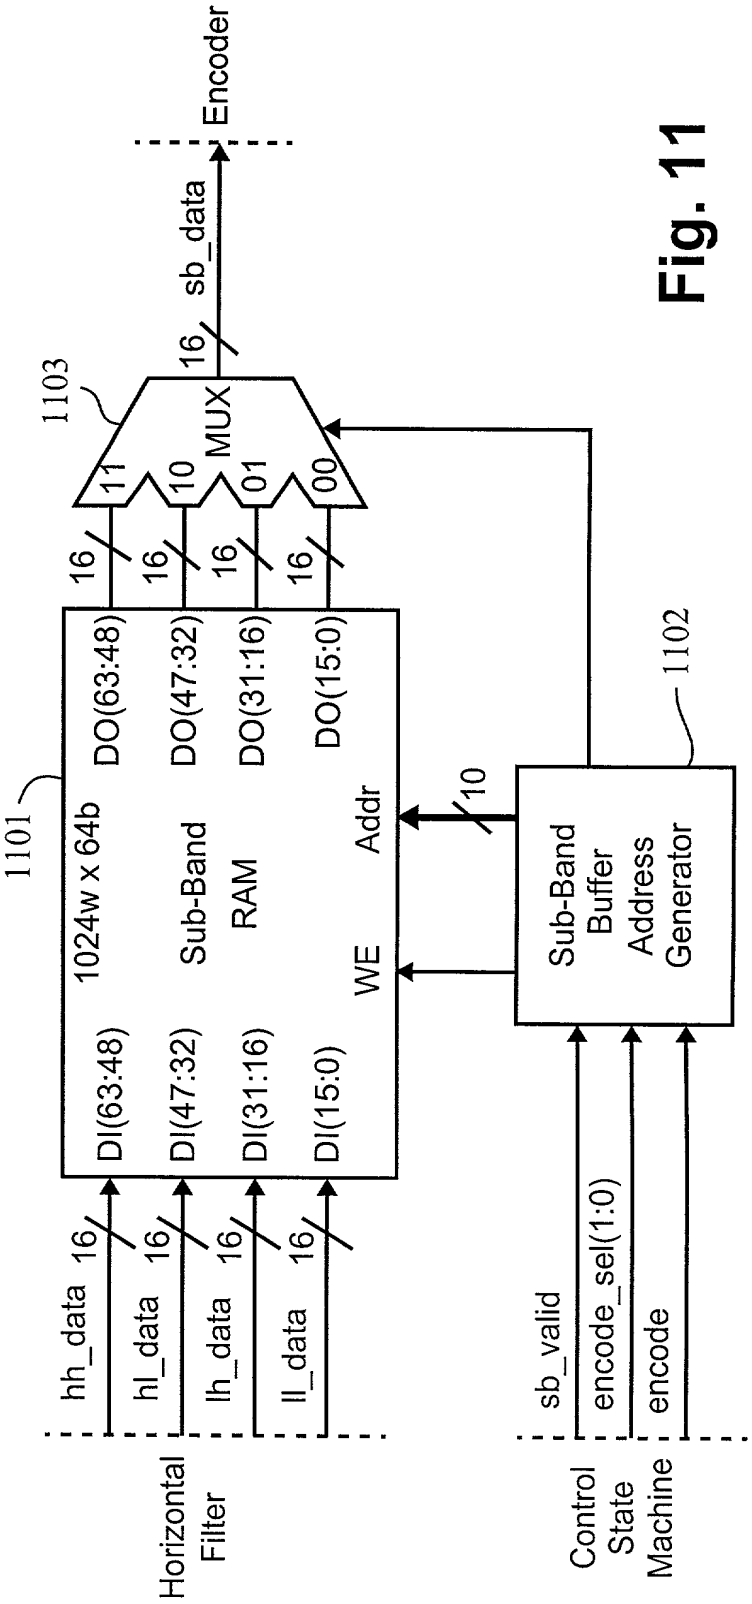 Horizontal
Filter
hh_data
16
hl_data
16
lh_data
16
ll_data
16
1101
1024w x 64b
DI(63:48)
DI(47:32)
DI(31:16)
DI(15:0)
Sub-Band
RAM
WE
Addr
DO(63:48)
DO(47:32)
DO(31:16)
DO(15:0)
16
16
16
16
1103
11
10
01
00
MUX
16
sb_data
Encoder
Control
State
Machine
sb_valid
encode_sel(1:0)
encode
Sub-Band
Buffer
Address
Generator
10
1102
Fig. 11